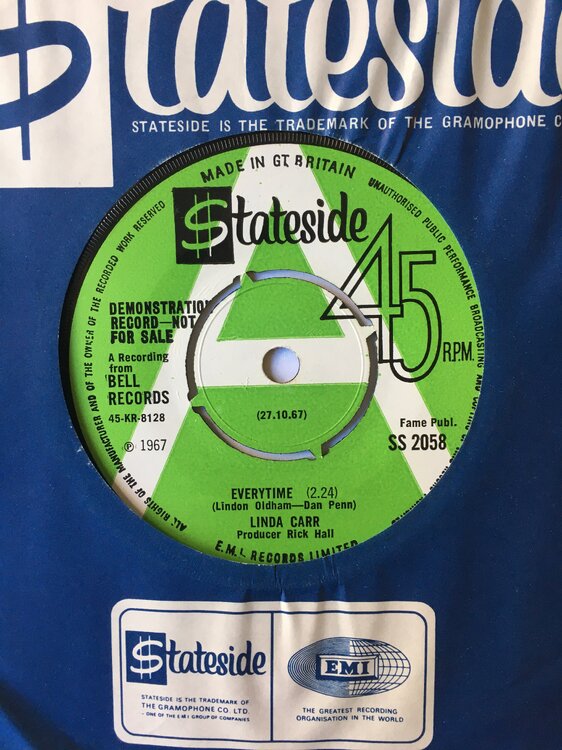 $tateside
STATESIDE IS THE TRADEMARK OF THE GRAMOPHONE C
MADE IN GT. BRITAIN
UNAUTHORISED PUBLIC PERFORMANCE BROADCASTING AND
ALL RIGHTS OF THE MANUFACTURER AND OF THE OWNER OF THE RECORDED WORK RESERVED
$tateside
A
45
R.P.M.
DEMONSTRATION
RECORD—NOT
FOR SALE
A Recording
from
BELL
RECORDS
45-KR-8128
℗ 1967
(27.10.67)
Fame Publ.
SS 2058
EVERYTIME (2.24)
(Lindon Oldham—Dan Penn)
LINDA CARR
Producer Rick Hall
E.M.I. RECORDS LIMITED
$tateside
STATESIDE IS THE TRADEMARK OF
THE GRAMOPHONE CO. LTD.
- ONE OF THE E M I GROUP OF COMPANIES
EMI
THE GREATEST RECORDING
ORGANISATION IN THE WORLD